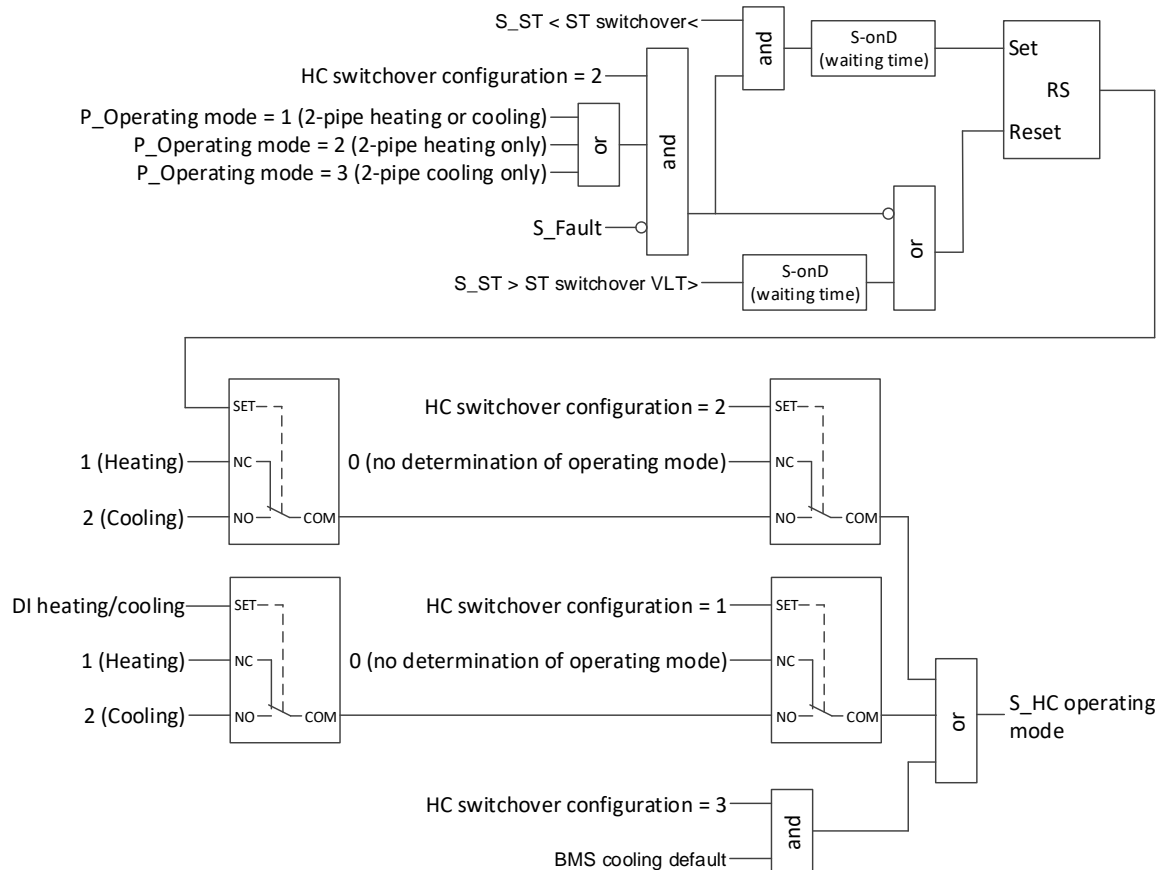 S_ST < ST switchover<
and
S-onD
(waiting time)
Set
RS
Reset
HC switchover configuration = 2
P_Operating mode = 1 (2-pipe heating or cooling)
P_Operating mode = 2 (2-pipe heating only)
P_Operating mode = 3 (2-pipe cooling only)
or
and
S_Fault
or
S_ST > ST switchover VLT>
S-onD
(waiting time)
SET
1 (Heating)
NC
2 (Cooling)
NO
COM
HC switchover configuration = 2
SET
0 (no determination of operating mode)
NC
NO
COM
DI heating/cooling
SET
1 (Heating)
NC
2 (Cooling)
NO
COM
HC switchover configuration = 1
SET
0 (no determination of operating mode)
NC
NO
COM
or
S_HC operating
mode
HC switchover configuration = 3
and
BMS cooling default